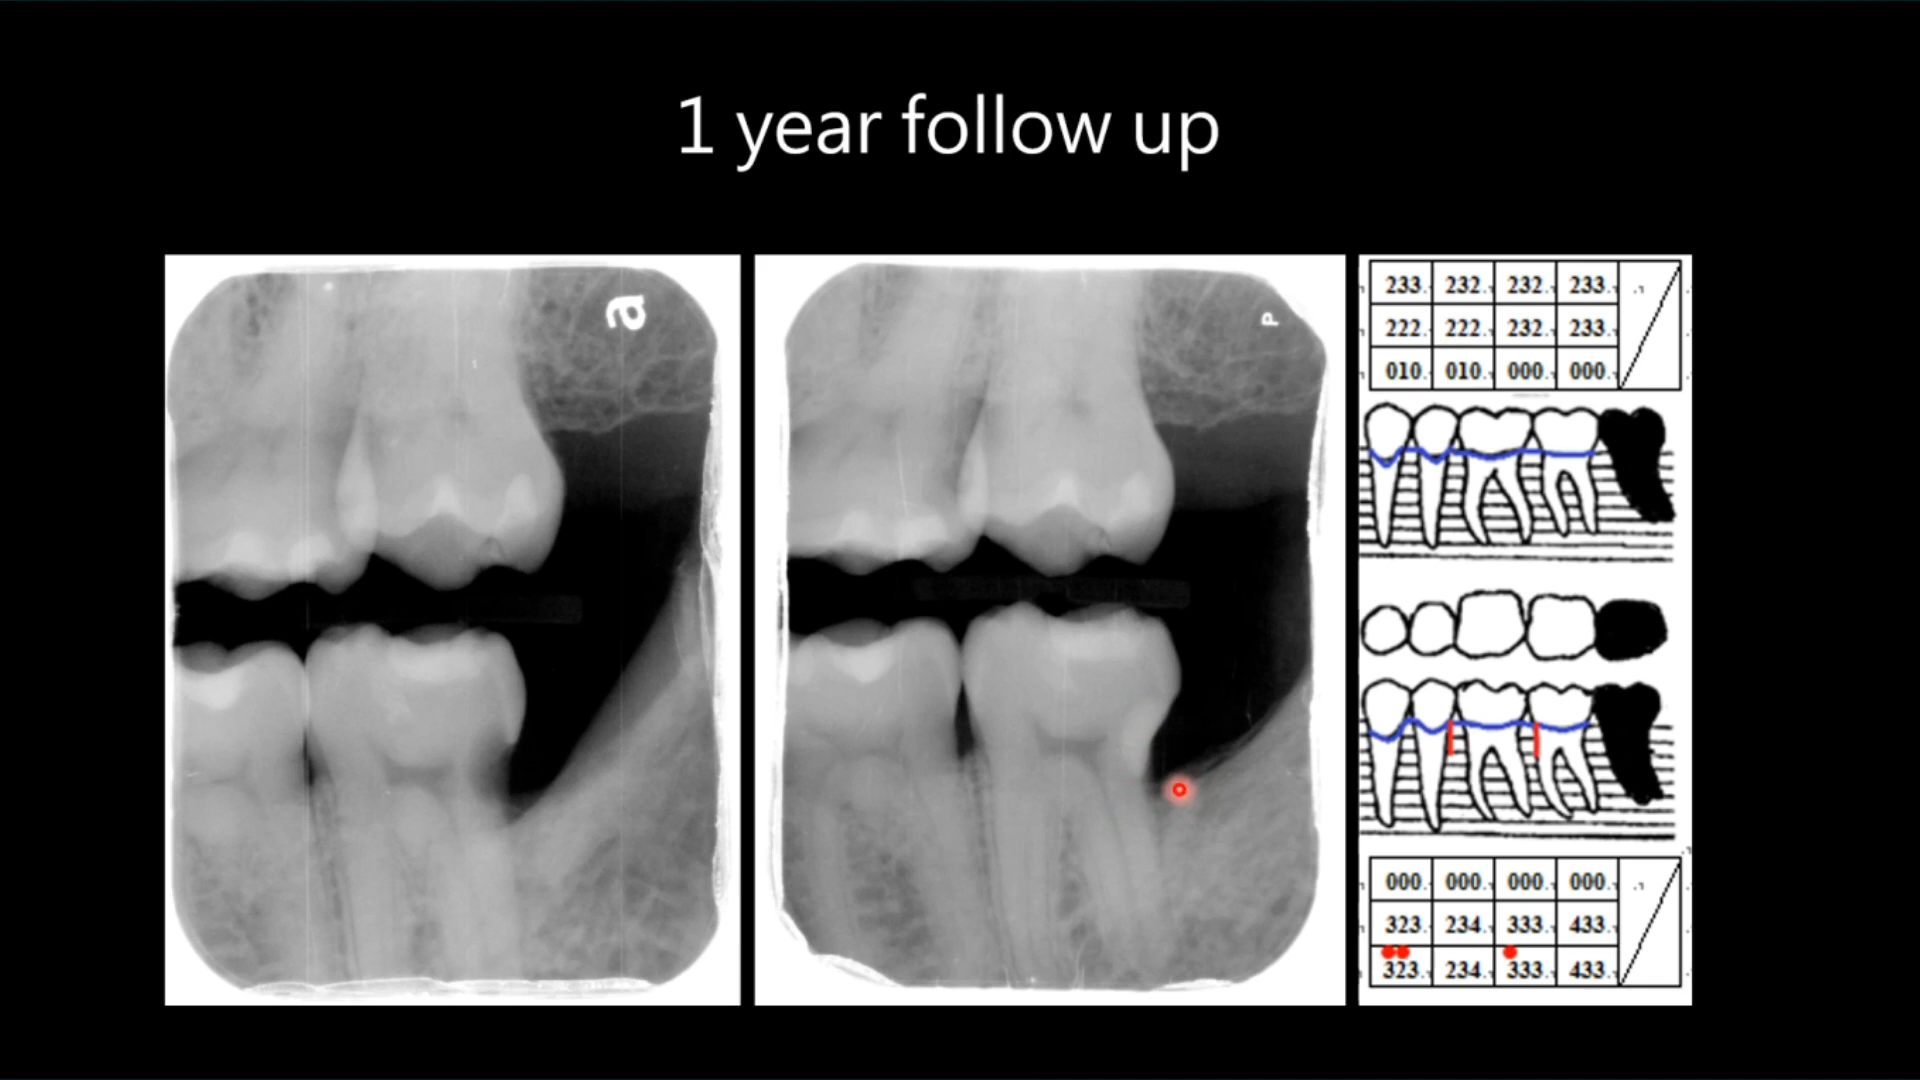 1 year follow up
a
P
233 232 232 233
222 222 232 233
010 010 000 000
000 000 000 000
323 234 333 433
323 234 333 433